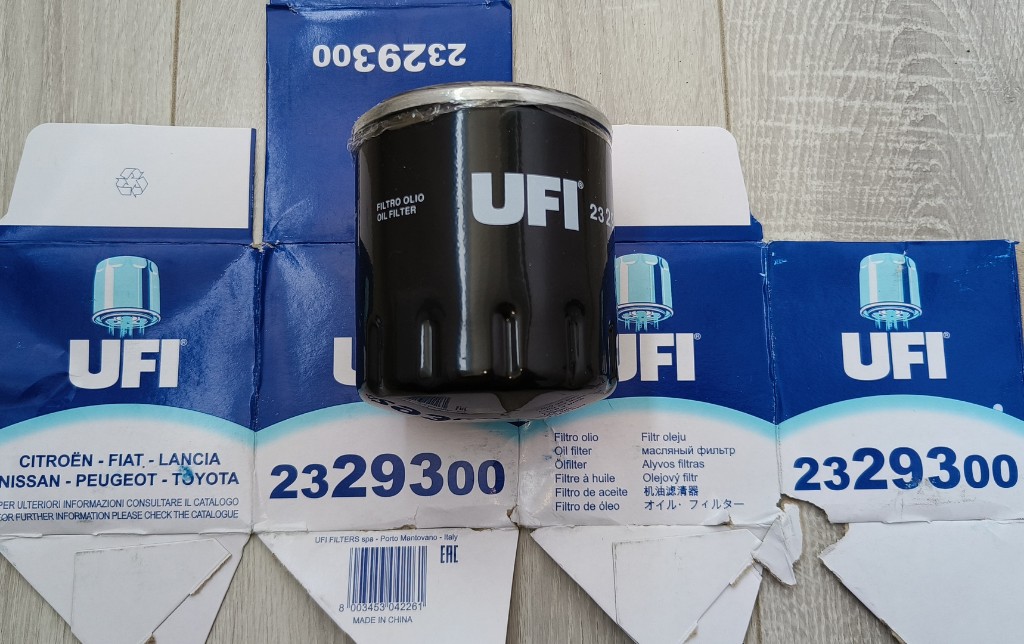 2329300
FILTRO OLIO
OIL FILTER
UFI®
23 29
UFI®
UFI®
UFI®
CITROËN - FIAT - LANCIA
NISSAN - PEUGEOT - TOYOTA
PER ULTERIORI INFORMAZIONI CONSULTARE IL CATALOGO
FOR FURTHER INFORMATION PLEASE CHECK THE CATALOGUE
2329300
Filtro olio
Oil filter
Ölfilter
Filtre à huile
Filtro de aceite
Filtro de óleo
Filtr oleju
масляный фильтр
Alyvos filtras
Olejový filtr
机油滤清器
オイル・フィルター
2329300
UFI FILTERS spa - Porto Mantovano - Italy
EAC
8 003453 042261
MADE IN CHINA